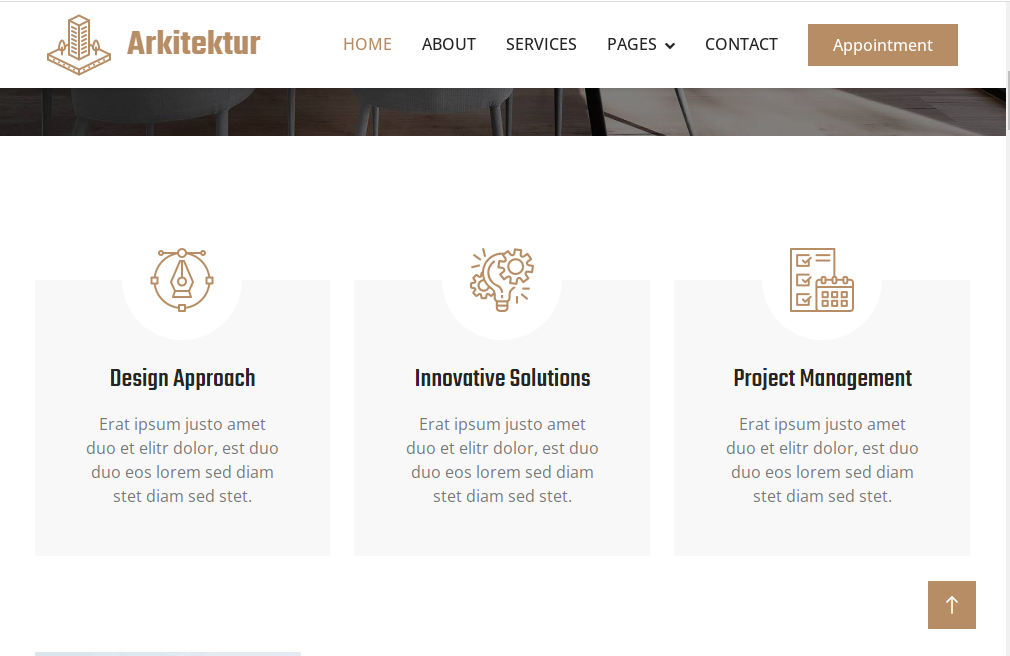 Arkitektur
HOME ABOUT SERVICES PAGES CONTACT Appointment
Design Approach
Erat ipsum justo amet
duo et elitr dolor, est duo
duo eos lorem sed diam
stet diam sed stet.
Innovative Solutions
Erat ipsum justo amet
duo et elitr dolor, est duo
duo eos lorem sed diam
stet diam sed stet.
Project Management
Erat ipsum justo amet
duo et elitr dolor, est duo
duo eos lorem sed diam
stet diam sed stet.